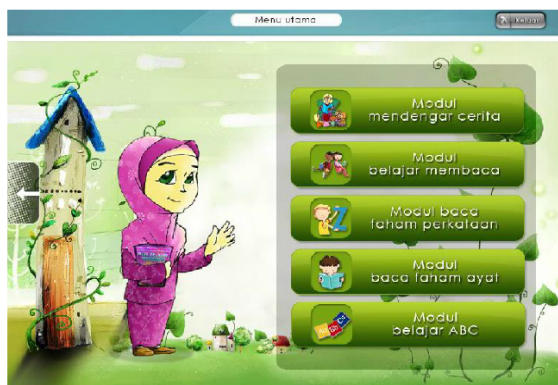 Menu utama
Keluar
Modul
mendengar cerita
Modul
belajar membaca
Modul baca
faham perkataan
Modul
baca faham ayat
Modul
belajar ABC